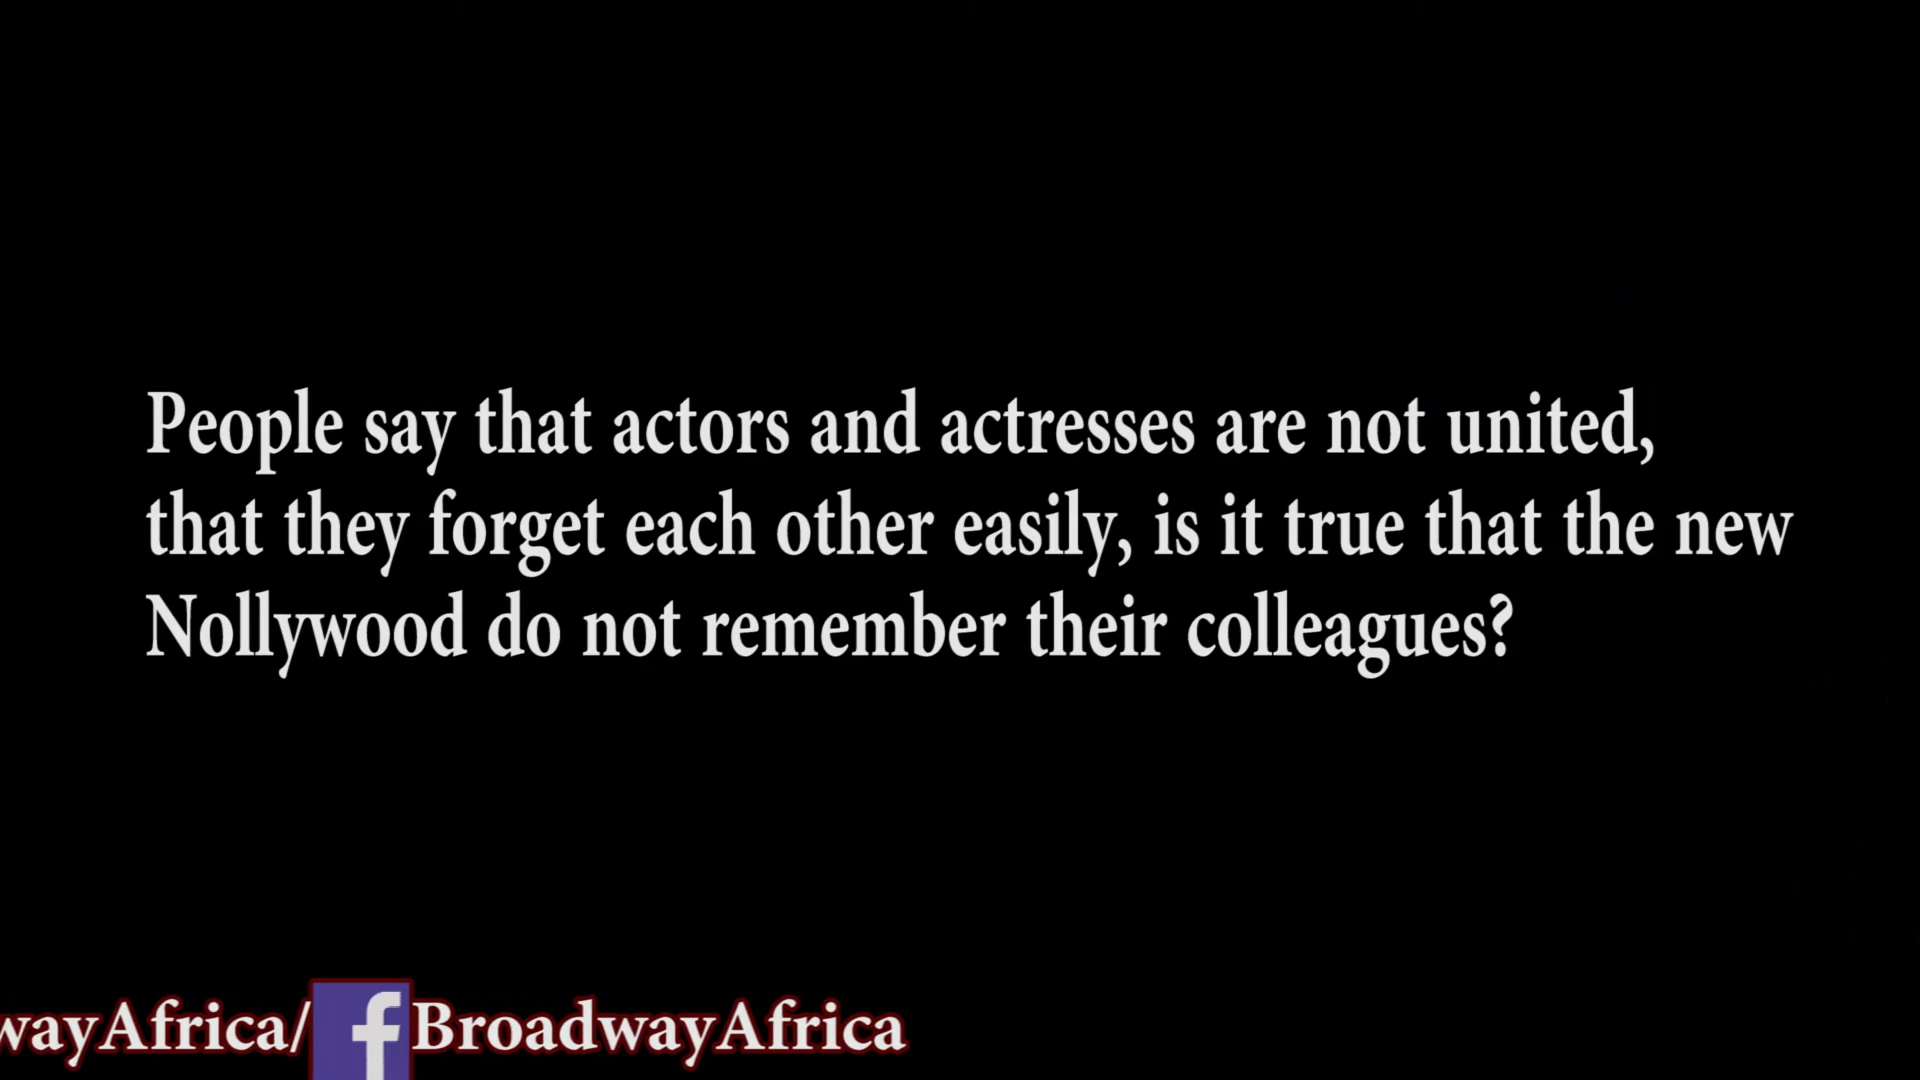 People say that actors and actresses are not united,
that they forget each other easily, is it true that the new
Nollywood do not remember their colleagues?
wayAfrica/ f BroadwayAfrica